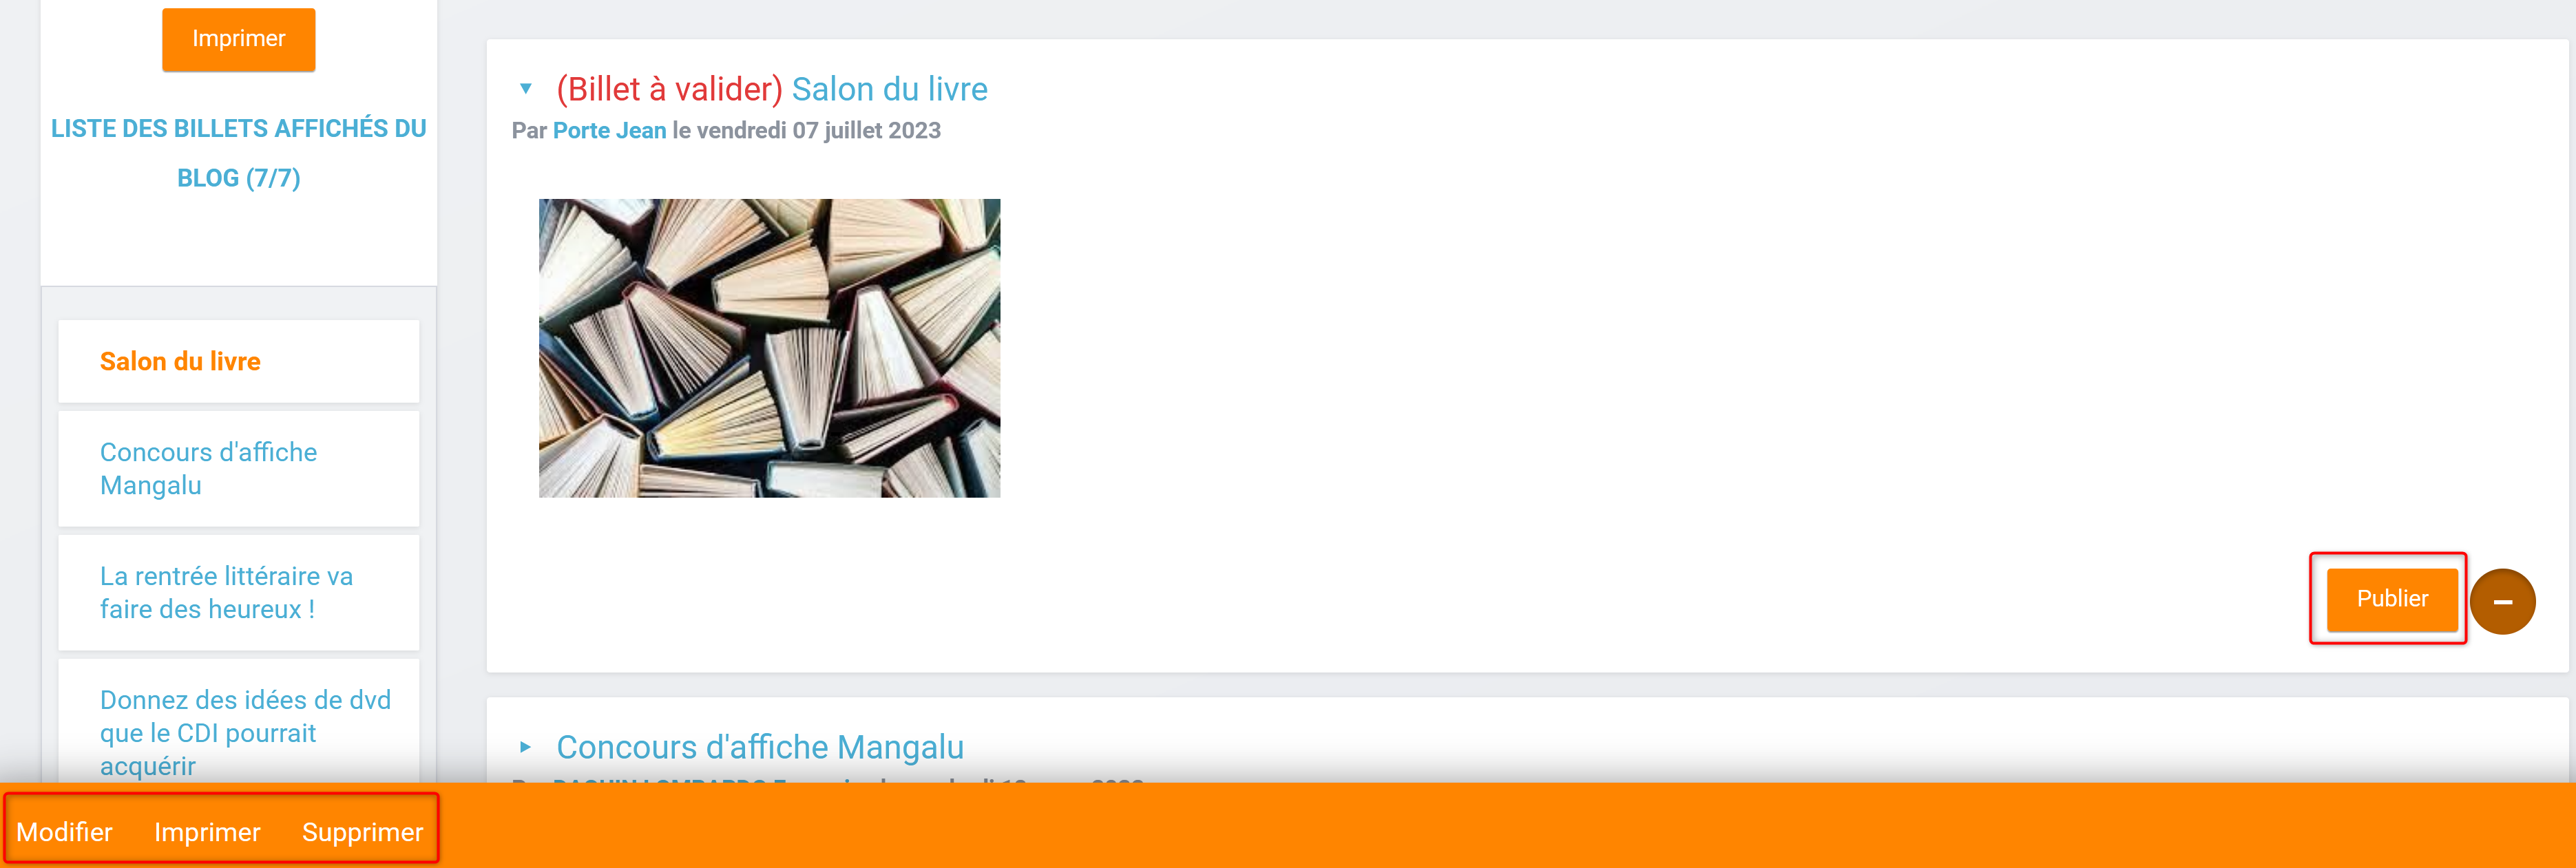 Imprimer
LISTE DES BILLETS AFFICHÉS DU
BLOG (7/7)
Salon du livre
Concours d'affiche
Mangalu
La rentrée littéraire va
faire des heureux !
Donnez des idées de dvd
que le CDI pourrait
acquérir
(Billet à valider) Salon du livre
Par Porte Jean le vendredi 07 juillet 2023
Publier
Concours d'affiche Mangalu
Modifier Imprimer Supprimer